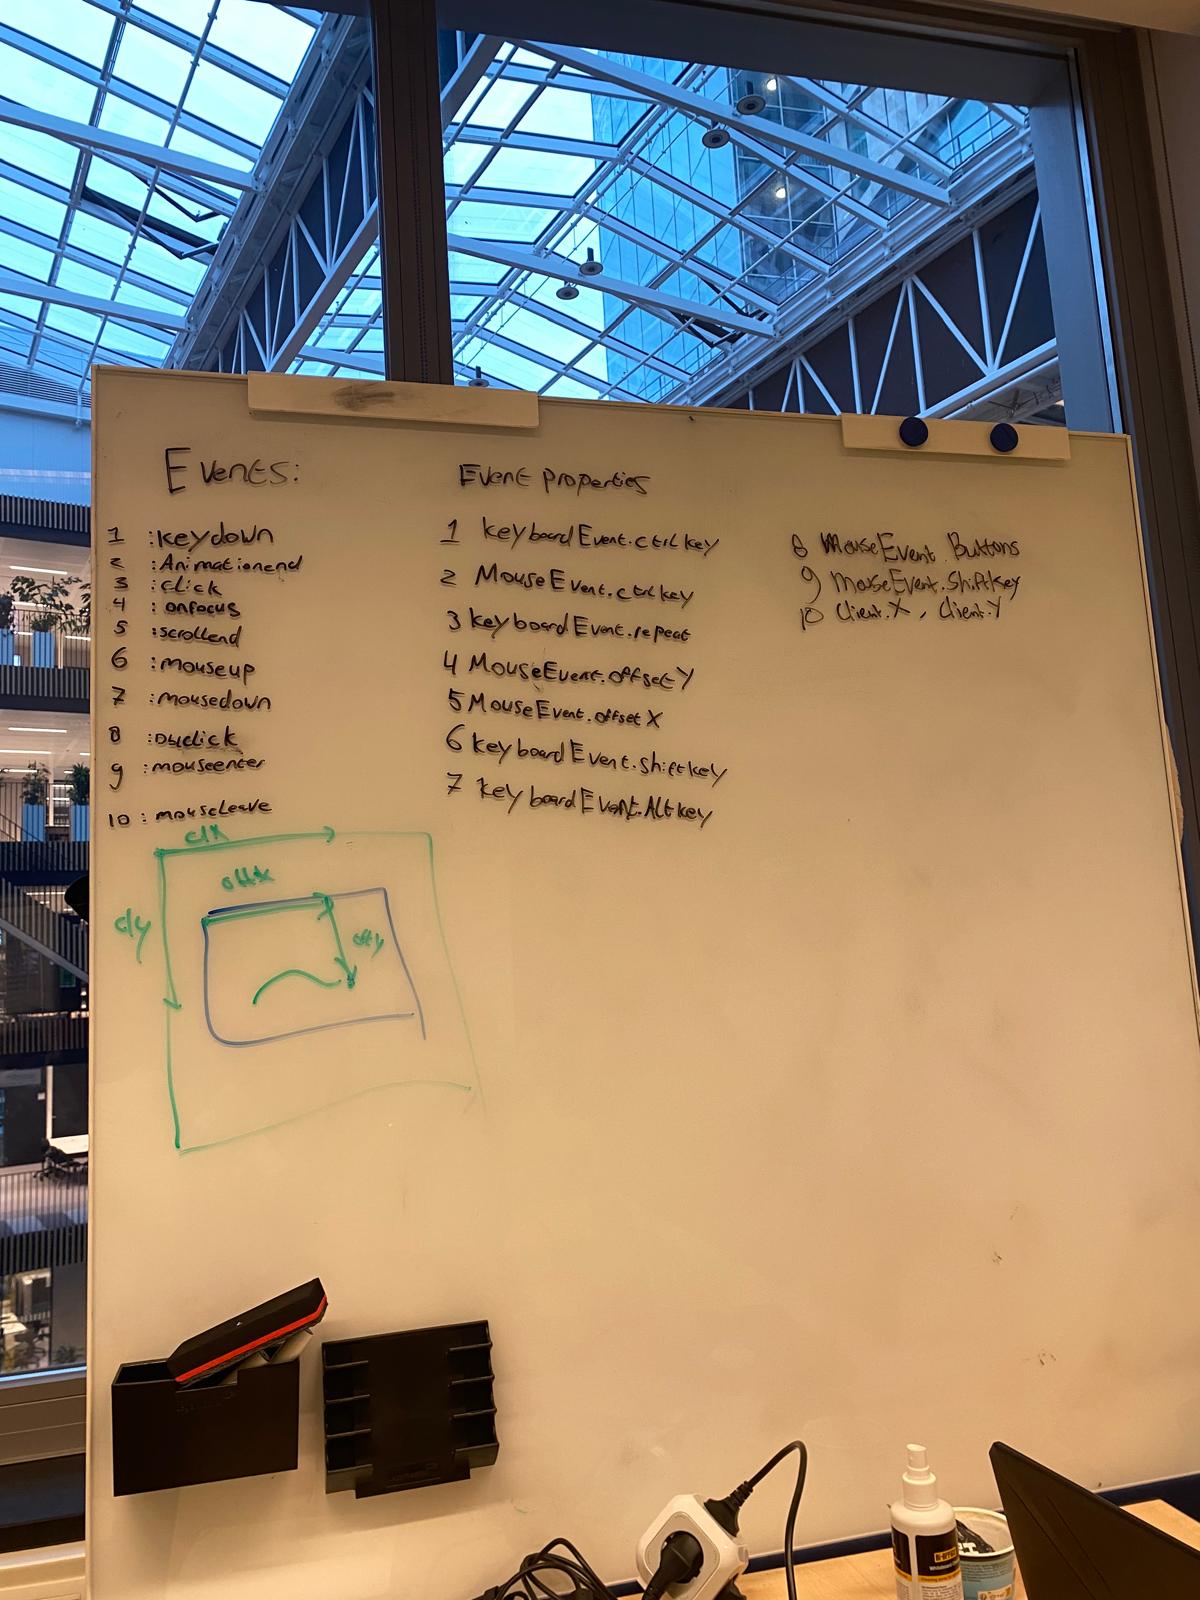 Events:
1 :keydown
2 :Animationend
3 :click
4 :onfocus
5 :scrollend
6 :mouseup
7 :mousedown
8 :dblclick
9 :mouseenter
10 :mouseleave
Event properties
1 keyboardEvent.ctrlkey
2 MouseEvent.ctrlkey
3 keyboardEvent.repeat
4 MouseEvent.offsetY
5 MouseEvent.offsetX
6 keyboardEvent.shiftkey
7 keyboardEvent.Altkey
8 MouseEvent.Buttons
9 MouseEvent.shiftkey
10 Client.X, Client.Y
clX
offX
clY
offy